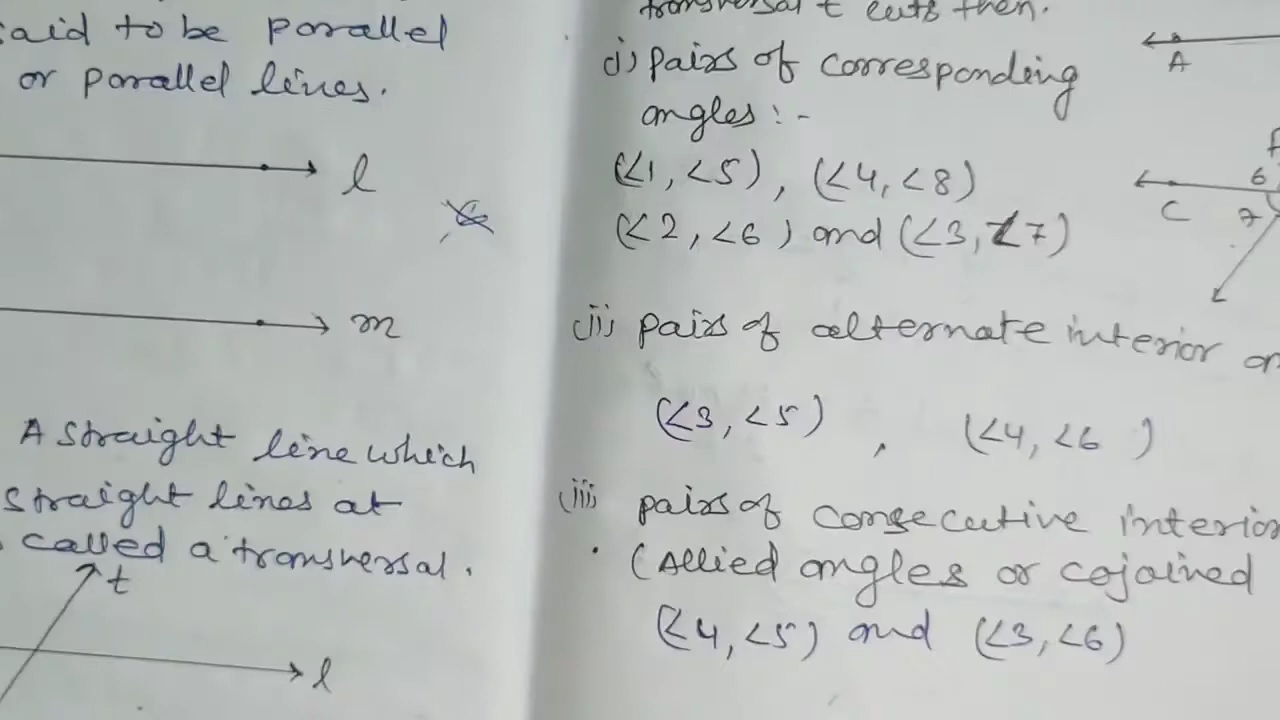 said to be parallel
or parallel lines.
l
m
A straight line which
straight lines at
called a transversal.
t
l
transversal t cuts then.
i) pairs of corresponding
angles :-
(<1, <5), (<4, <8)
(<2, <6) and (<3, <7)
(ii) pairs of alternate interior
(<3, <5) , (<4, <6 )
(iii) pairs of consecutive interior
(Allied angles or cojoined
(<4, <5) and (<3, <6)
A
6
C
7